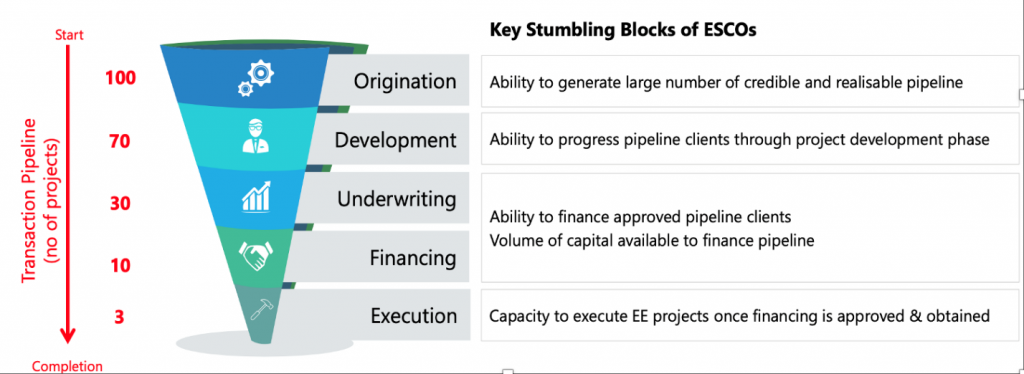 Key Stumbling Blocks of ESCOs
Start
100
Origination
Ability to generate large number of credible and realisable pipeline
70
Development
Ability to progress pipeline clients through project development phase
Transaction Pipeline
(no of projects)
30
Underwriting
Ability to finance approved pipeline clients
Volume of capital available to finance pipeline
10
Financing
3
Execution
Capacity to execute EE projects once financing is approved & obtained
Completion